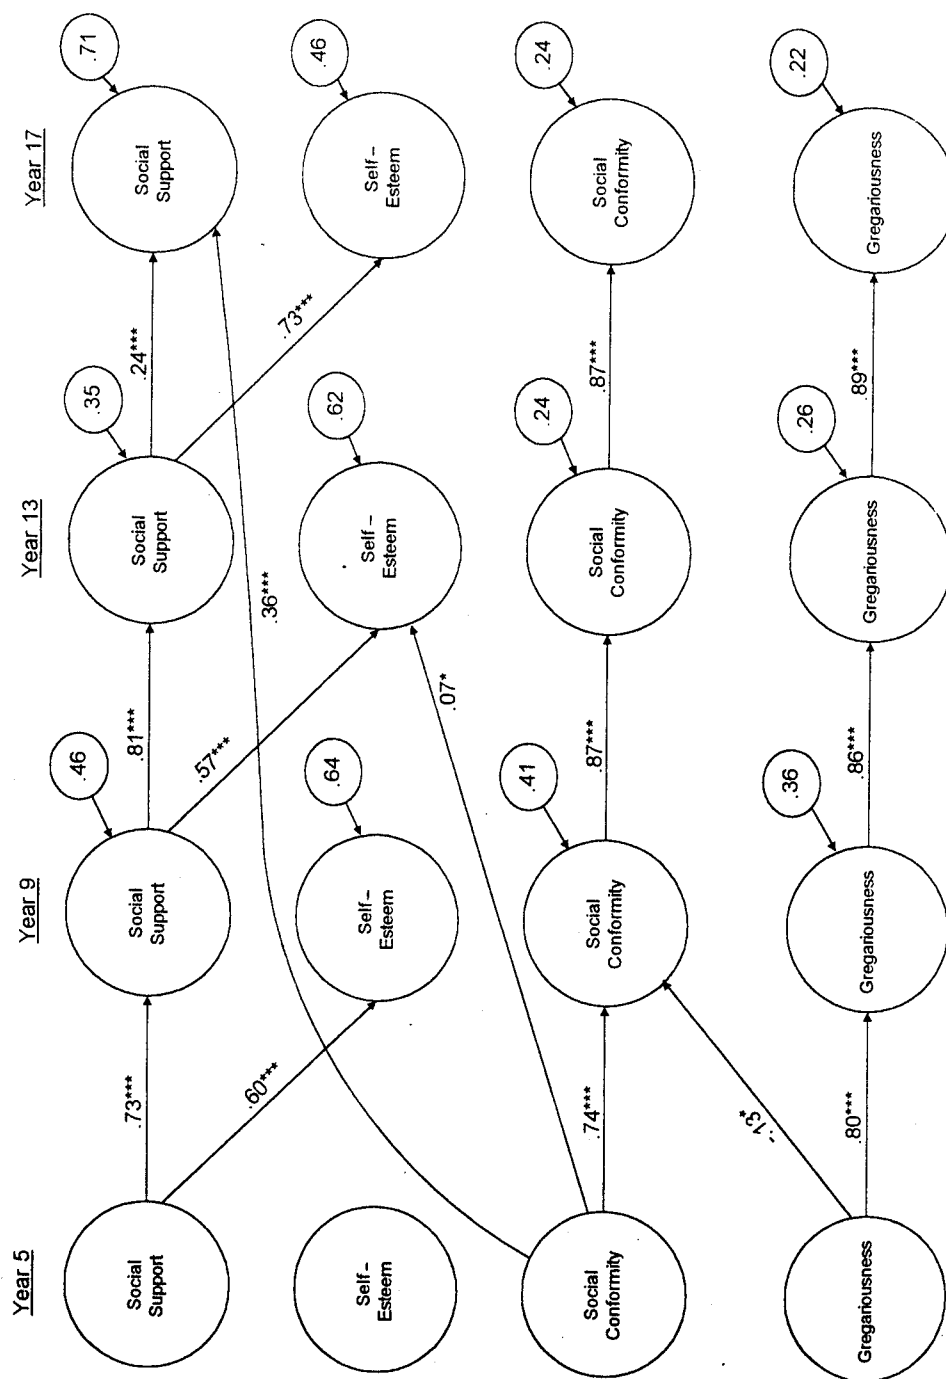 Year 5
Year 9
Year 13
Year 17
.46
.35
.71
Social
Support
.73***
Social
Support
.81***
Social
Support
.24***
Social
Support
.60***
.57***
.73***
.64
.62
.46
Self –
Esteem
Self –
Esteem
Self –
Esteem
Self –
Esteem
.36***
.07*
.41
.24
.24
Social
Conformity
.74***
Social
Conformity
.87***
Social
Conformity
.87***
Social
Conformity
-.13*
.36
.26
.22
Gregariousness
.80***
Gregariousness
.86***
Gregariousness
.89***
Gregariousness